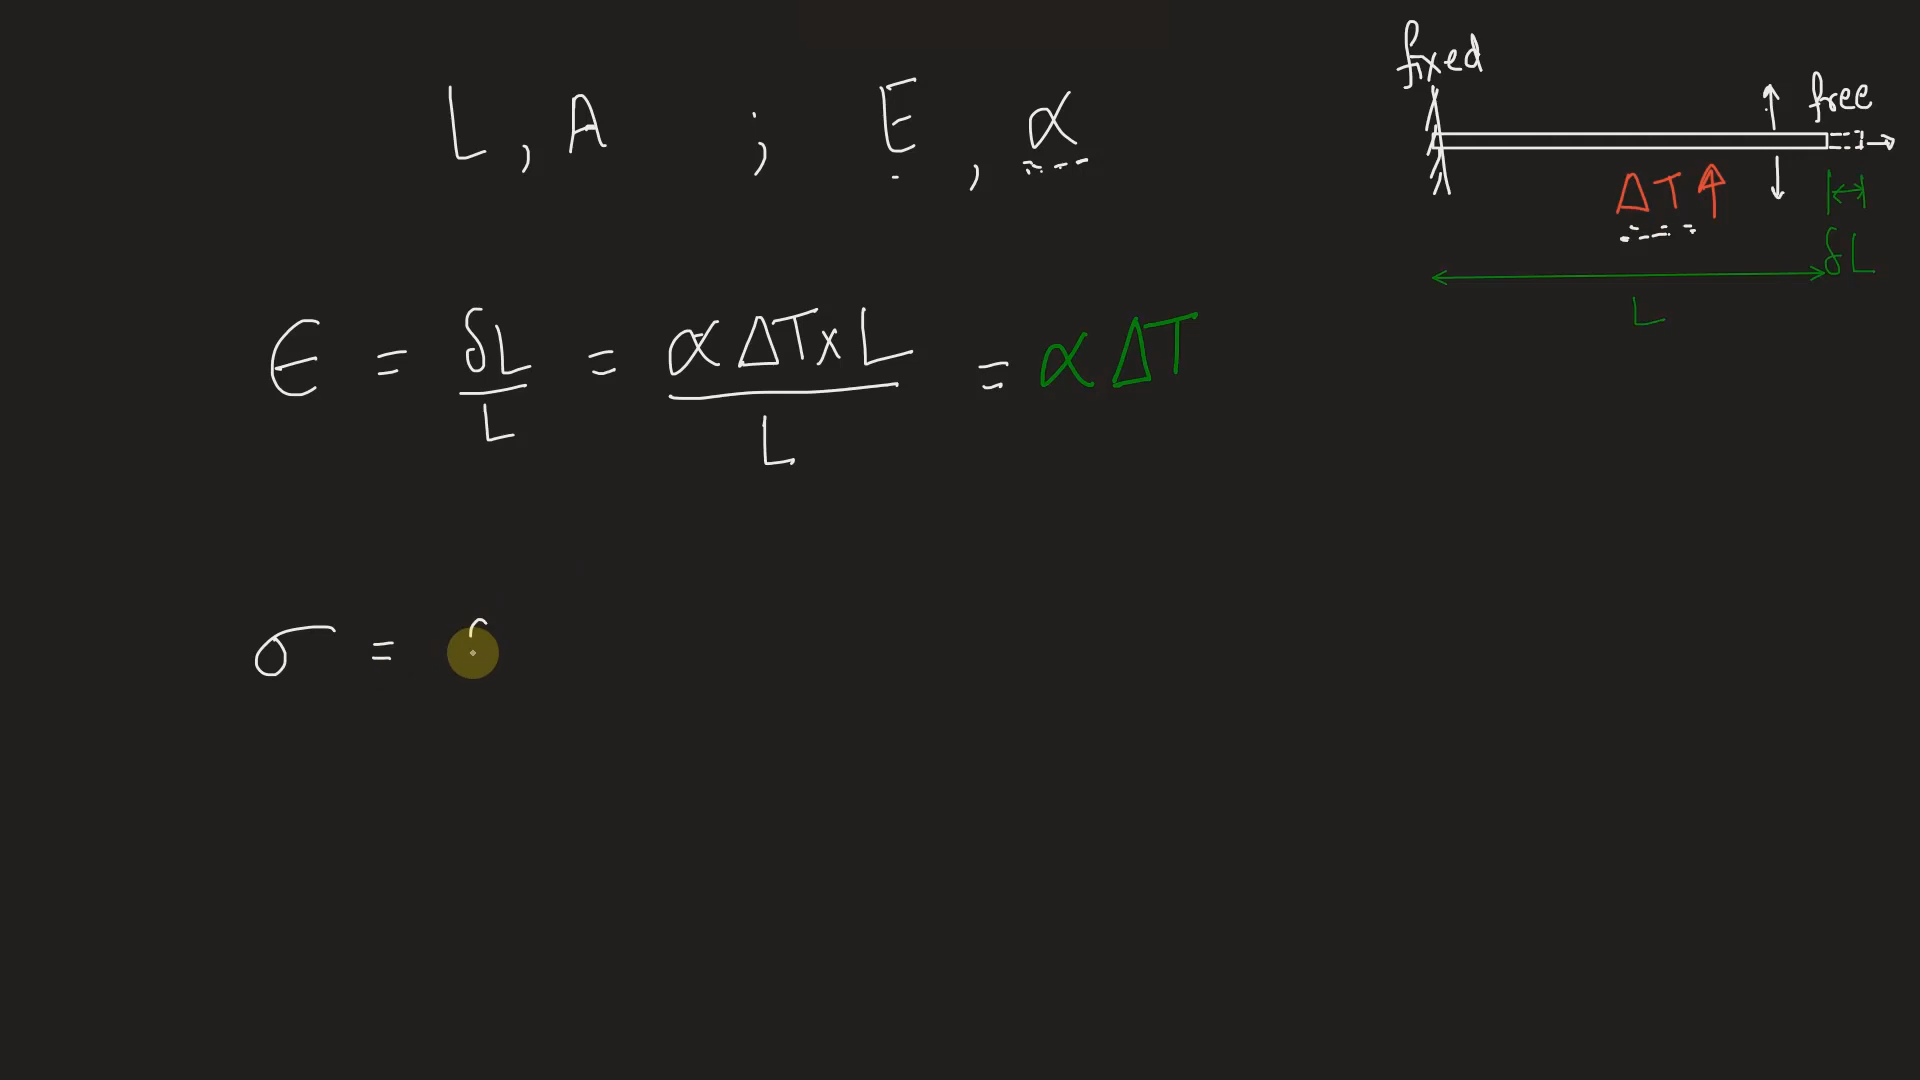 L, A ; E, α
fixed
free
ΔT↑
δL
L
ϵ = δL/L = αΔT×L/L = αΔT
σ =